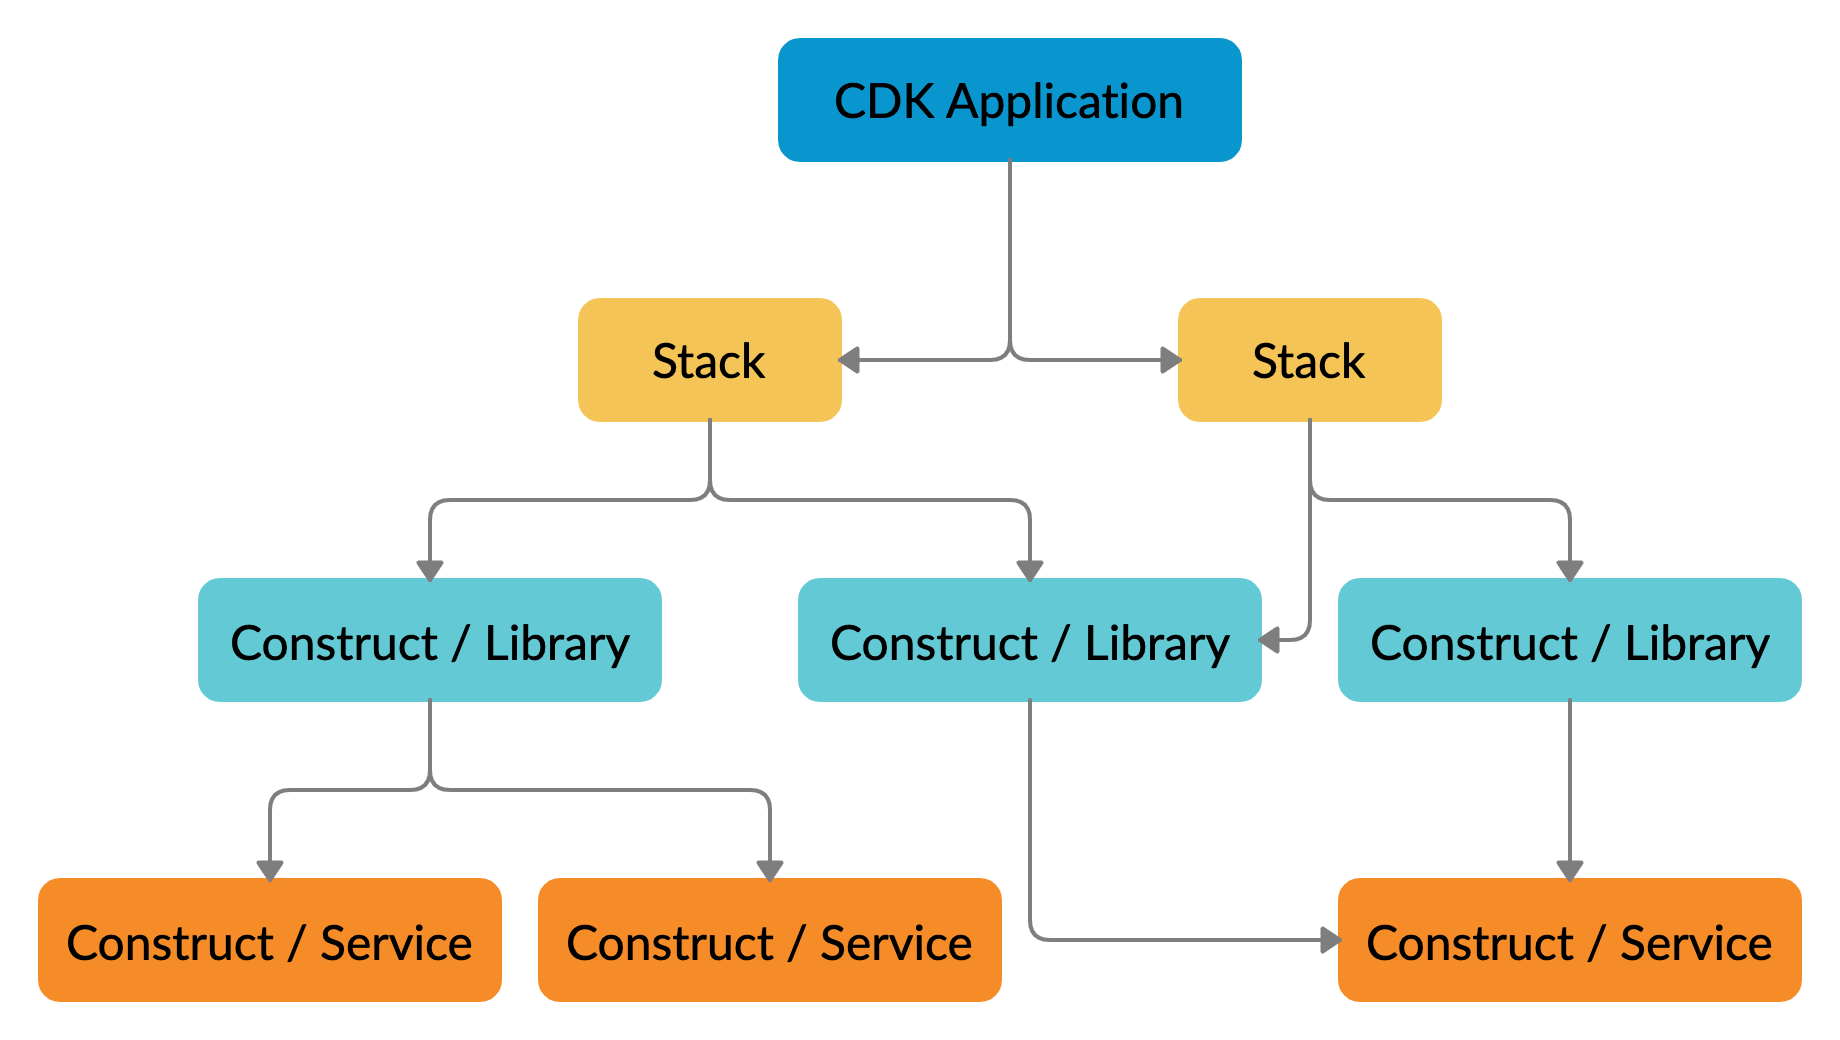 CDK Application
Stack
Stack
Construct / Library
Construct / Library
Construct / Library
Construct / Service
Construct / Service
Construct / Service